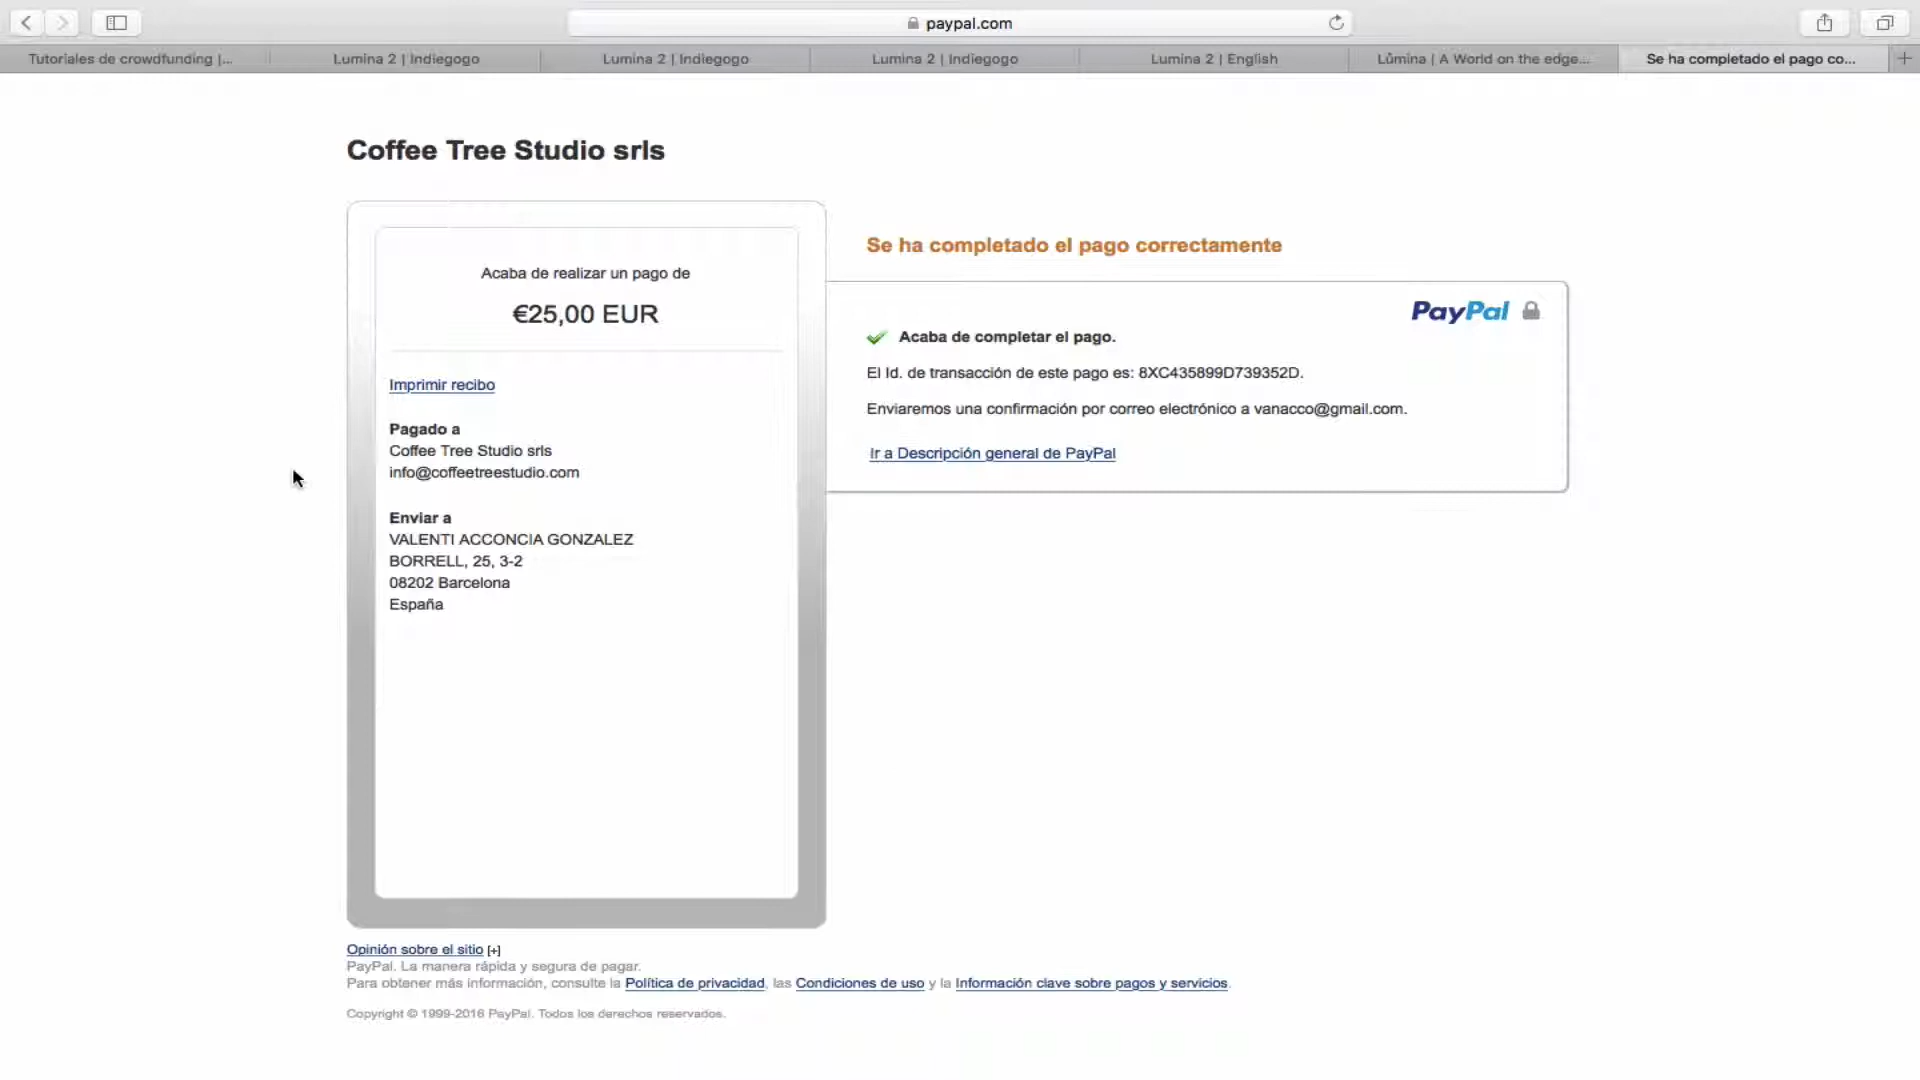 paypal.com
Tutoriales de crowdfunding |...
Lumina 2 | Indiegogo
Lumina 2 | Indiegogo
Lumina 2 | Indiegogo
Lumina 2 | English
Lùmina | A World on the edge...
Se ha completado el pago co...
Coffee Tree Studio srls
Acaba de realizar un pago de
€25,00 EUR
Imprimir recibo
Pagado a
Coffee Tree Studio srls
info@coffeetreestudio.com
Enviar a
VALENTI ACCONCIA GONZALEZ
BORRELL, 25, 3-2
08202 Barcelona
España
Se ha completado el pago correctamente
PayPal
Acaba de completar el pago.
El Id. de transacción de este pago es: 8XC435899D739352D.
Enviaremos una confirmación por correo electrónico a vanacco@gmail.com.
Ir a Descripción general de PayPal
Opinión sobre el sitio [+]
PayPal. La manera rápida y segura de pagar.
Para obtener más información, consulte la Política de privacidad, las Condiciones de uso y la Información clave sobre pagos y servicios.
Copyright © 1999-2016 PayPal. Todos los derechos reservados.